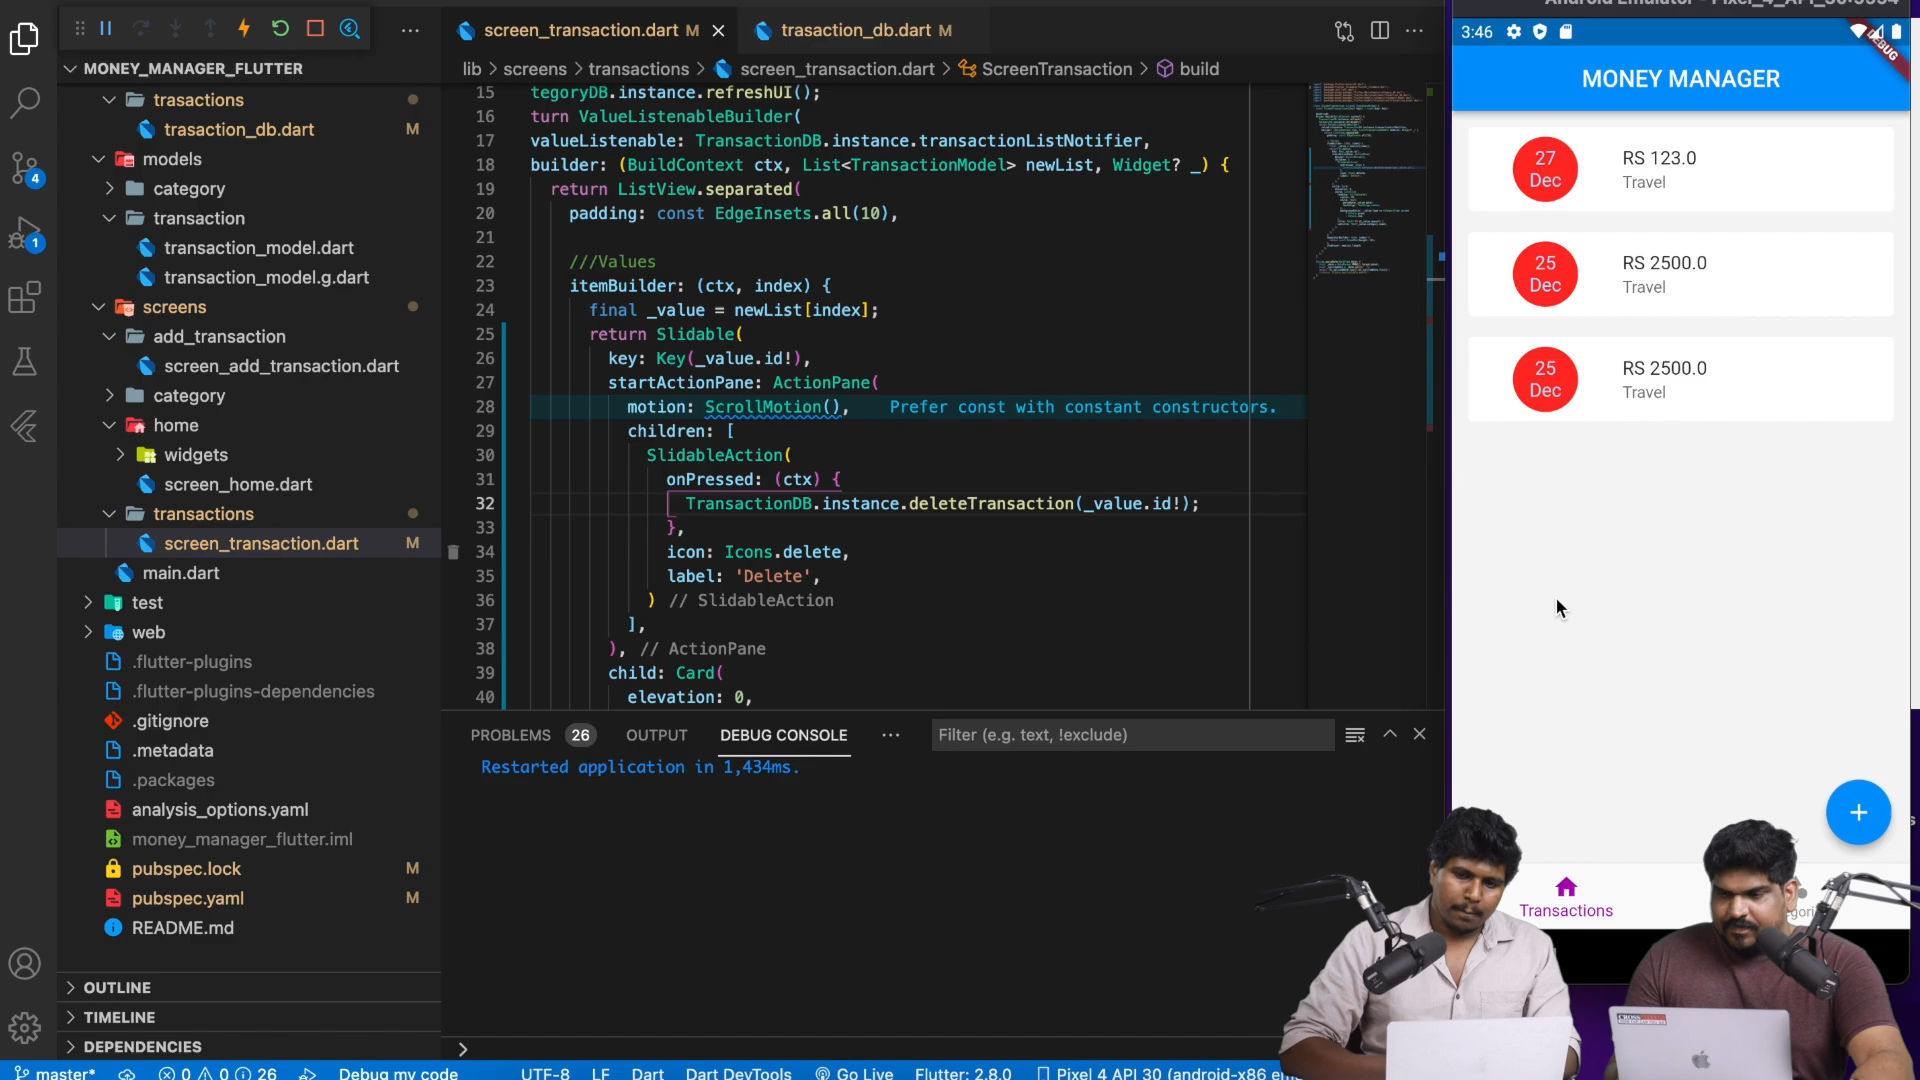 MONEY_MANAGER_FLUTTER
trasactions
trasaction_db.dart M
models
category
transaction
transaction_model.dart
transaction_model.g.dart
screens
add_transaction
screen_add_transaction.dart
category
home
widgets
screen_home.dart
transactions
screen_transaction.dart M
main.dart
test
web
.flutter-plugins
.flutter-plugins-dependencies
.gitignore
.metadata
.packages
analysis_options.yaml
money_manager_flutter.iml
pubspec.lock M
pubspec.yaml M
README.md
OUTLINE
TIMELINE
DEPENDENCIES
4
1
screen_transaction.dart M
trasaction_db.dart M
lib > screens > transactions > screen_transaction.dart > ScreenTransaction > build
15 tegoryDB.instance.refreshUI();
16 turn ValueListenableBuilder(
17 valueListenable: TransactionDB.instance.transactionListNotifier,
18 builder: (BuildContext ctx, List<TransactionModel> newList, Widget? _) {
19 return ListView.separated(
20 padding: const EdgeInsets.all(10),
21
22 ///Values
23 itemBuilder: (ctx, index) {
24 final _value = newList[index];
25 return Slidable(
26 key: Key(_value.id!),
27 startActionPane: ActionPane(
28 motion: ScrollMotion(), Prefer const with constant constructors.
29 children: [
30 SlidableAction(
31 onPressed: (ctx) {
32 TransactionDB.instance.deleteTransaction(_value.id!);
33 },
34 icon: Icons.delete,
35 label: 'Delete',
36 ) // SlidableAction
37 ],
38 ), // ActionPane
39 child: Card(
40 elevation: 0,
PROBLEMS 26 OUTPUT DEBUG CONSOLE Filter (e.g. text, !exclude)
Restarted application in 1,434ms.
master* 0 0 26 Debug my code UTF-8 LF Dart Dart DevTools Go Live Flutter: 2.8.0 Pixel 4 API 30 (android-x86 em
3:46
DEBUG
MONEY MANAGER
27
Dec
RS 123.0
Travel
25
Dec
RS 2500.0
Travel
25
Dec
RS 2500.0
Travel
Transactions